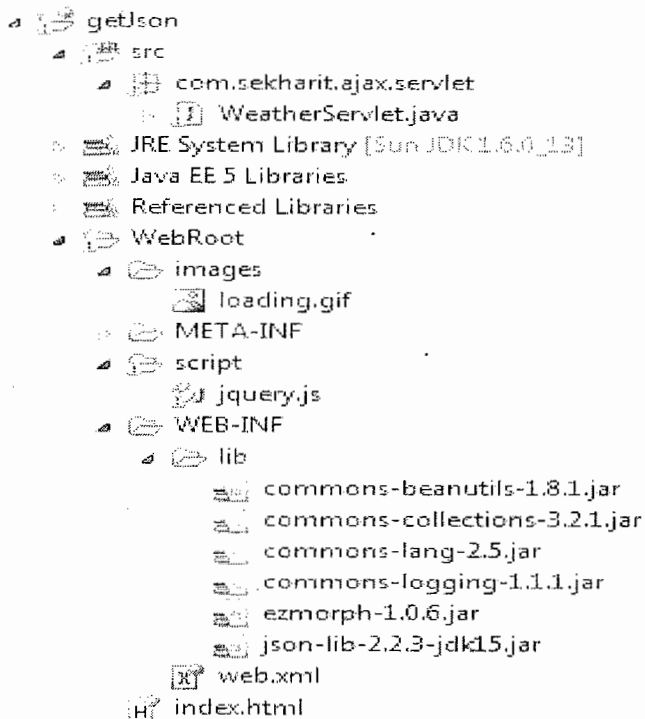 getJson
src
com.sekharit.ajax.servlet
WeatherServlet.java
JRE System Library [Sun JDK 1.6.0_13]
Java EE 5 Libraries
Referenced Libraries
WebRoot
images
loading.gif
META-INF
script
jquery.js
WEB-INF
lib
commons-beanutils-1.8.1.jar
commons-collections-3.2.1.jar
commons-lang-2.5.jar
commons-logging-1.1.1.jar
ezmorph-1.0.6.jar
json-lib-2.2.3-jdk15.jar
web.xml
index.html